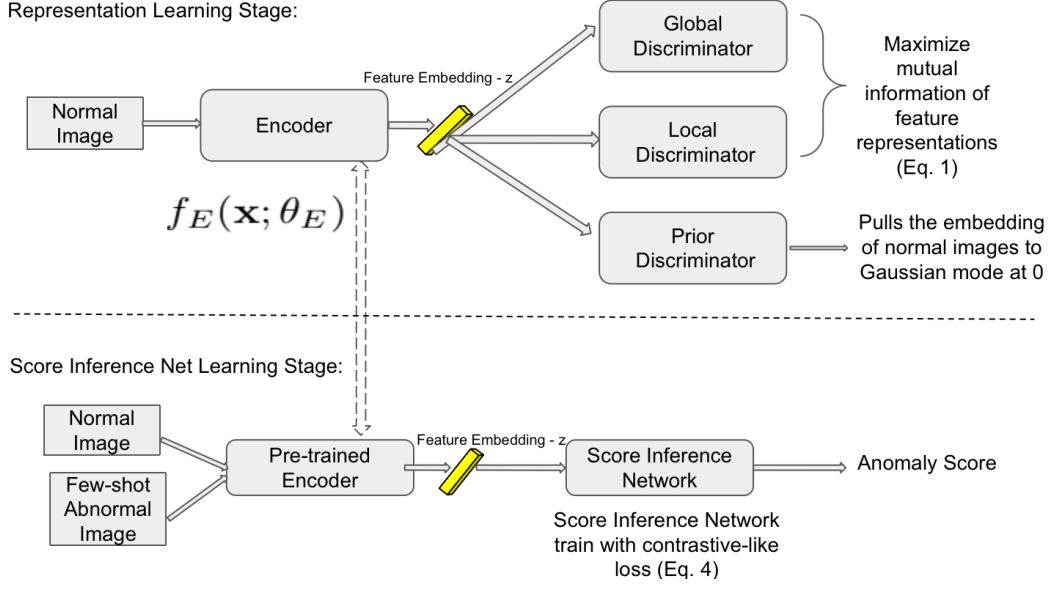 Representation Learning Stage:
Normal
Image
Encoder
Feature Embedding - z
Global
Discriminator
Local
Discriminator
Prior
Discriminator
Maximize
mutual
information of
feature
representations
(Eq. 1)
Pulls the embedding
of normal images to
Gaussian mode at 0
f_E(x; θ_E)
Score Inference Net Learning Stage:
Normal
Image
Few-shot
Abnormal
Image
Pre-trained
Encoder
Feature Embedding - z
Score Inference
Network
Anomaly Score
Score Inference Network
train with contrastive-like
loss (Eq. 4)